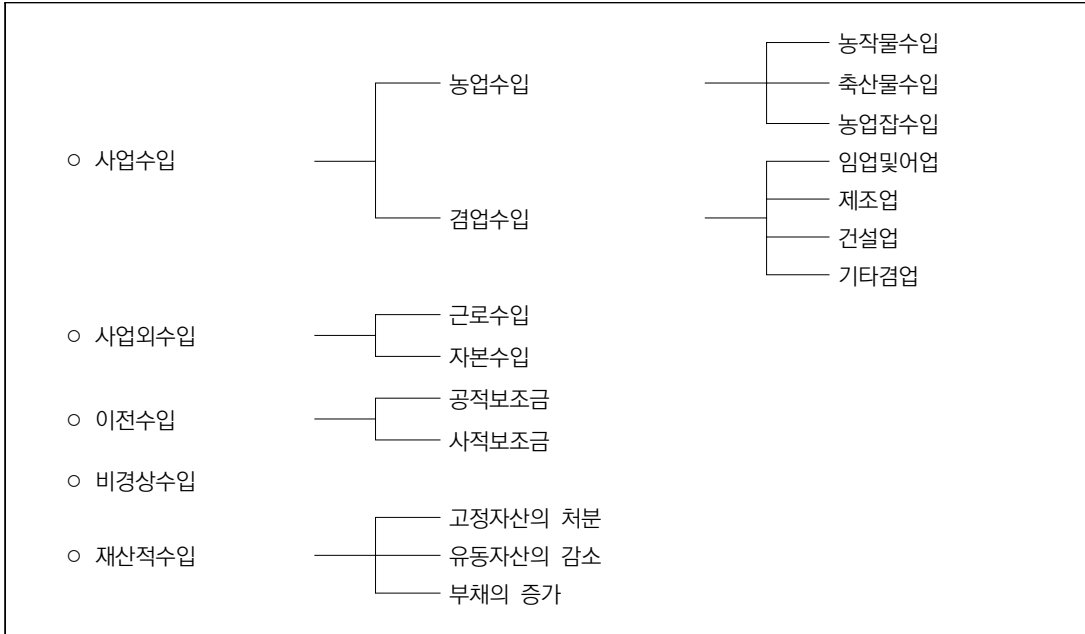 ○ 사업수입
농업수입
농작물수입
축산물수입
농업잡수입
겸업수입
임업및어업
제조업
건설업
기타겸업
○ 사업외수입
근로수입
자본수입
○ 이전수입
공적보조금
사적보조금
○ 비경상수입
○ 재산적수입
고정자산의 처분
유동자산의 감소
부채의 증가